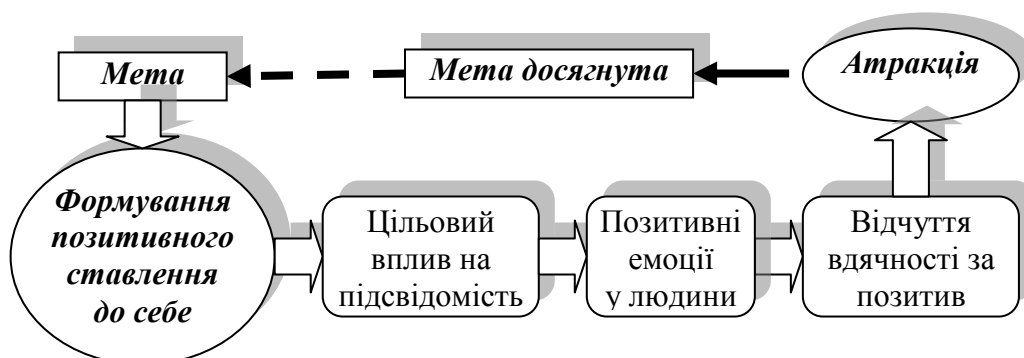 Мета
Мета досягнута
Атракція
Формування
позитивного
ставлення
до себе
Цільовий
вплив на
підсвідомість
Позитивні
емоції
у людини
Відчуття
вдячності за
позитив